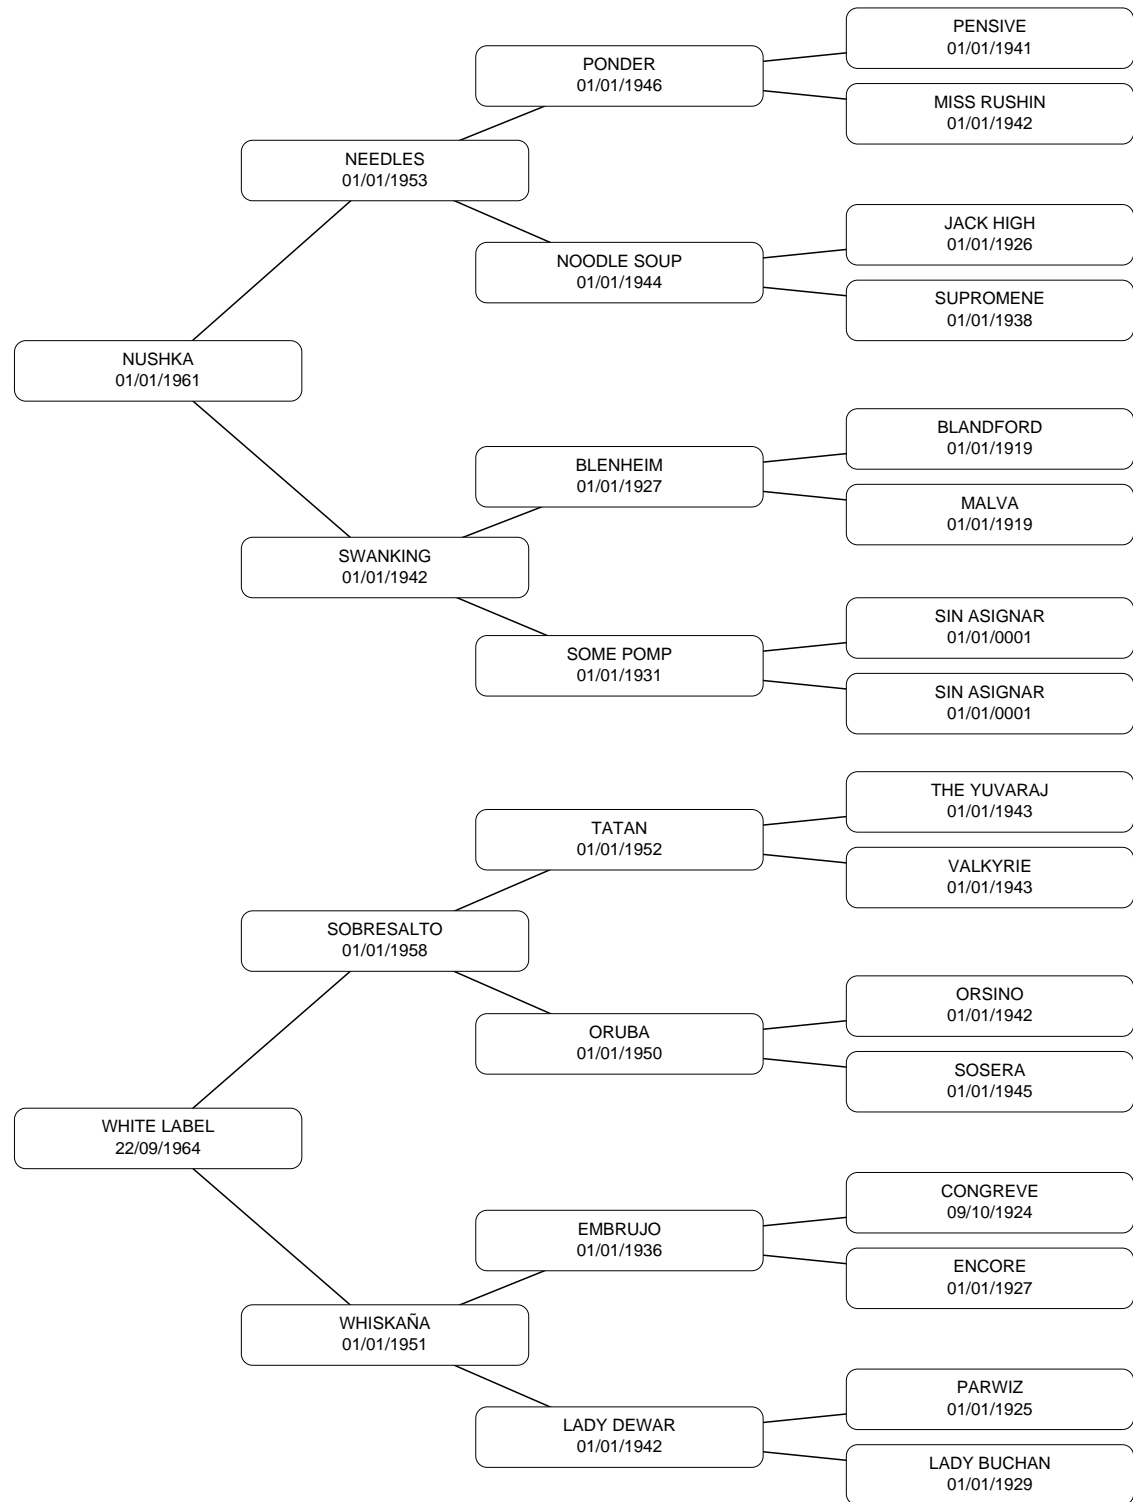 PENSIVE
01/01/1941
PONDER
01/01/1946
MISS RUSHIN
01/01/1942
NEEDLES
01/01/1953
JACK HIGH
01/01/1926
NOODLE SOUP
01/01/1944
SUPROMENE
01/01/1938
NUSHKA
01/01/1961
BLANDFORD
01/01/1919
BLENHEIM
01/01/1927
MALVA
01/01/1919
SWANKING
01/01/1942
SIN ASIGNAR
01/01/0001
SOME POMP
01/01/1931
SIN ASIGNAR
01/01/0001
THE YUVARAJ
01/01/1943
TATAN
01/01/1952
VALKYRIE
01/01/1943
SOBRESALTO
01/01/1958
ORSINO
01/01/1942
ORUBA
01/01/1950
SOSERA
01/01/1945
WHITE LABEL
22/09/1964
CONGREVE
09/10/1924
EMBRUJO
01/01/1936
ENCORE
01/01/1927
WHISKAÑA
01/01/1951
PARWIZ
01/01/1925
LADY DEWAR
01/01/1942
LADY BUCHAN
01/01/1929